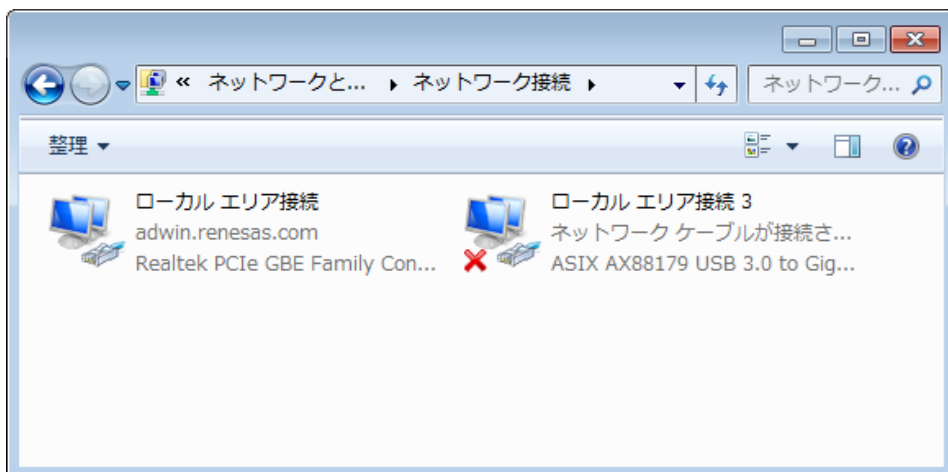 « ネットワークと... ▸ ネットワーク接続 ▸
ネットワーク...
整理
ローカル エリア接続
adwin.renesas.com
Realtek PCIe GBE Family Con...
ローカル エリア接続 3
ネットワーク ケーブルが接続さ...
ASIX AX88179 USB 3.0 to Gig...